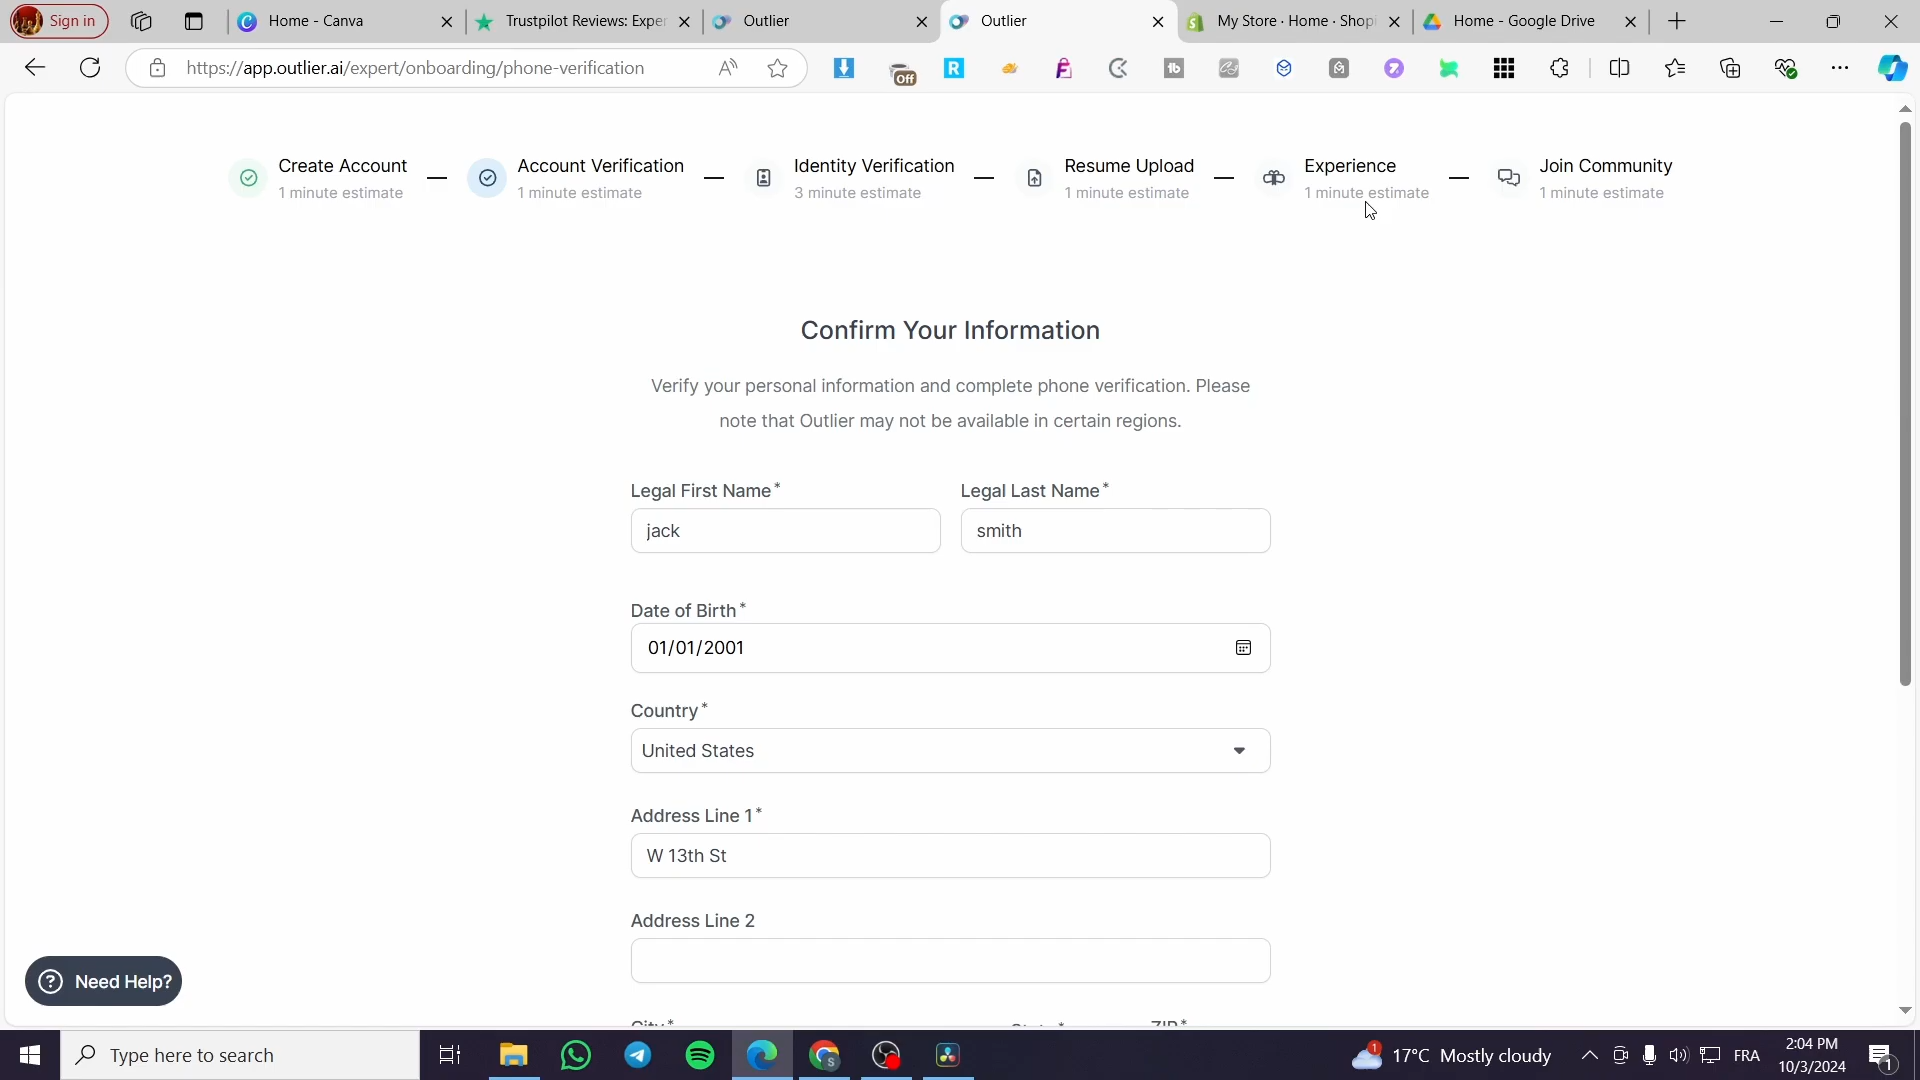 Sign in
Home - Canva
Trustpilot Reviews: Exper
Outlier
Outlier
My Store · Home · Shopi
Home - Google Drive
https://app.outlier.ai/expert/onboarding/phone-verification
Off
Create Account
1 minute estimate
Account Verification
1 minute estimate
Identity Verification
3 minute estimate
Resume Upload
1 minute estimate
Experience
1 minute estimate
Join Community
1 minute estimate
Confirm Your Information
Verify your personal information and complete phone verification. Please
note that Outlier may not be available in certain regions.
Legal First Name*
Legal Last Name*
jack
smith
Date of Birth*
01/01/2001
Country*
United States
Address Line 1*
W 13th St
Address Line 2
City*
State*
ZIP*
Need Help?
Type here to search
1
17°C Mostly cloudy
FRA
2:04 PM
10/3/2024
1